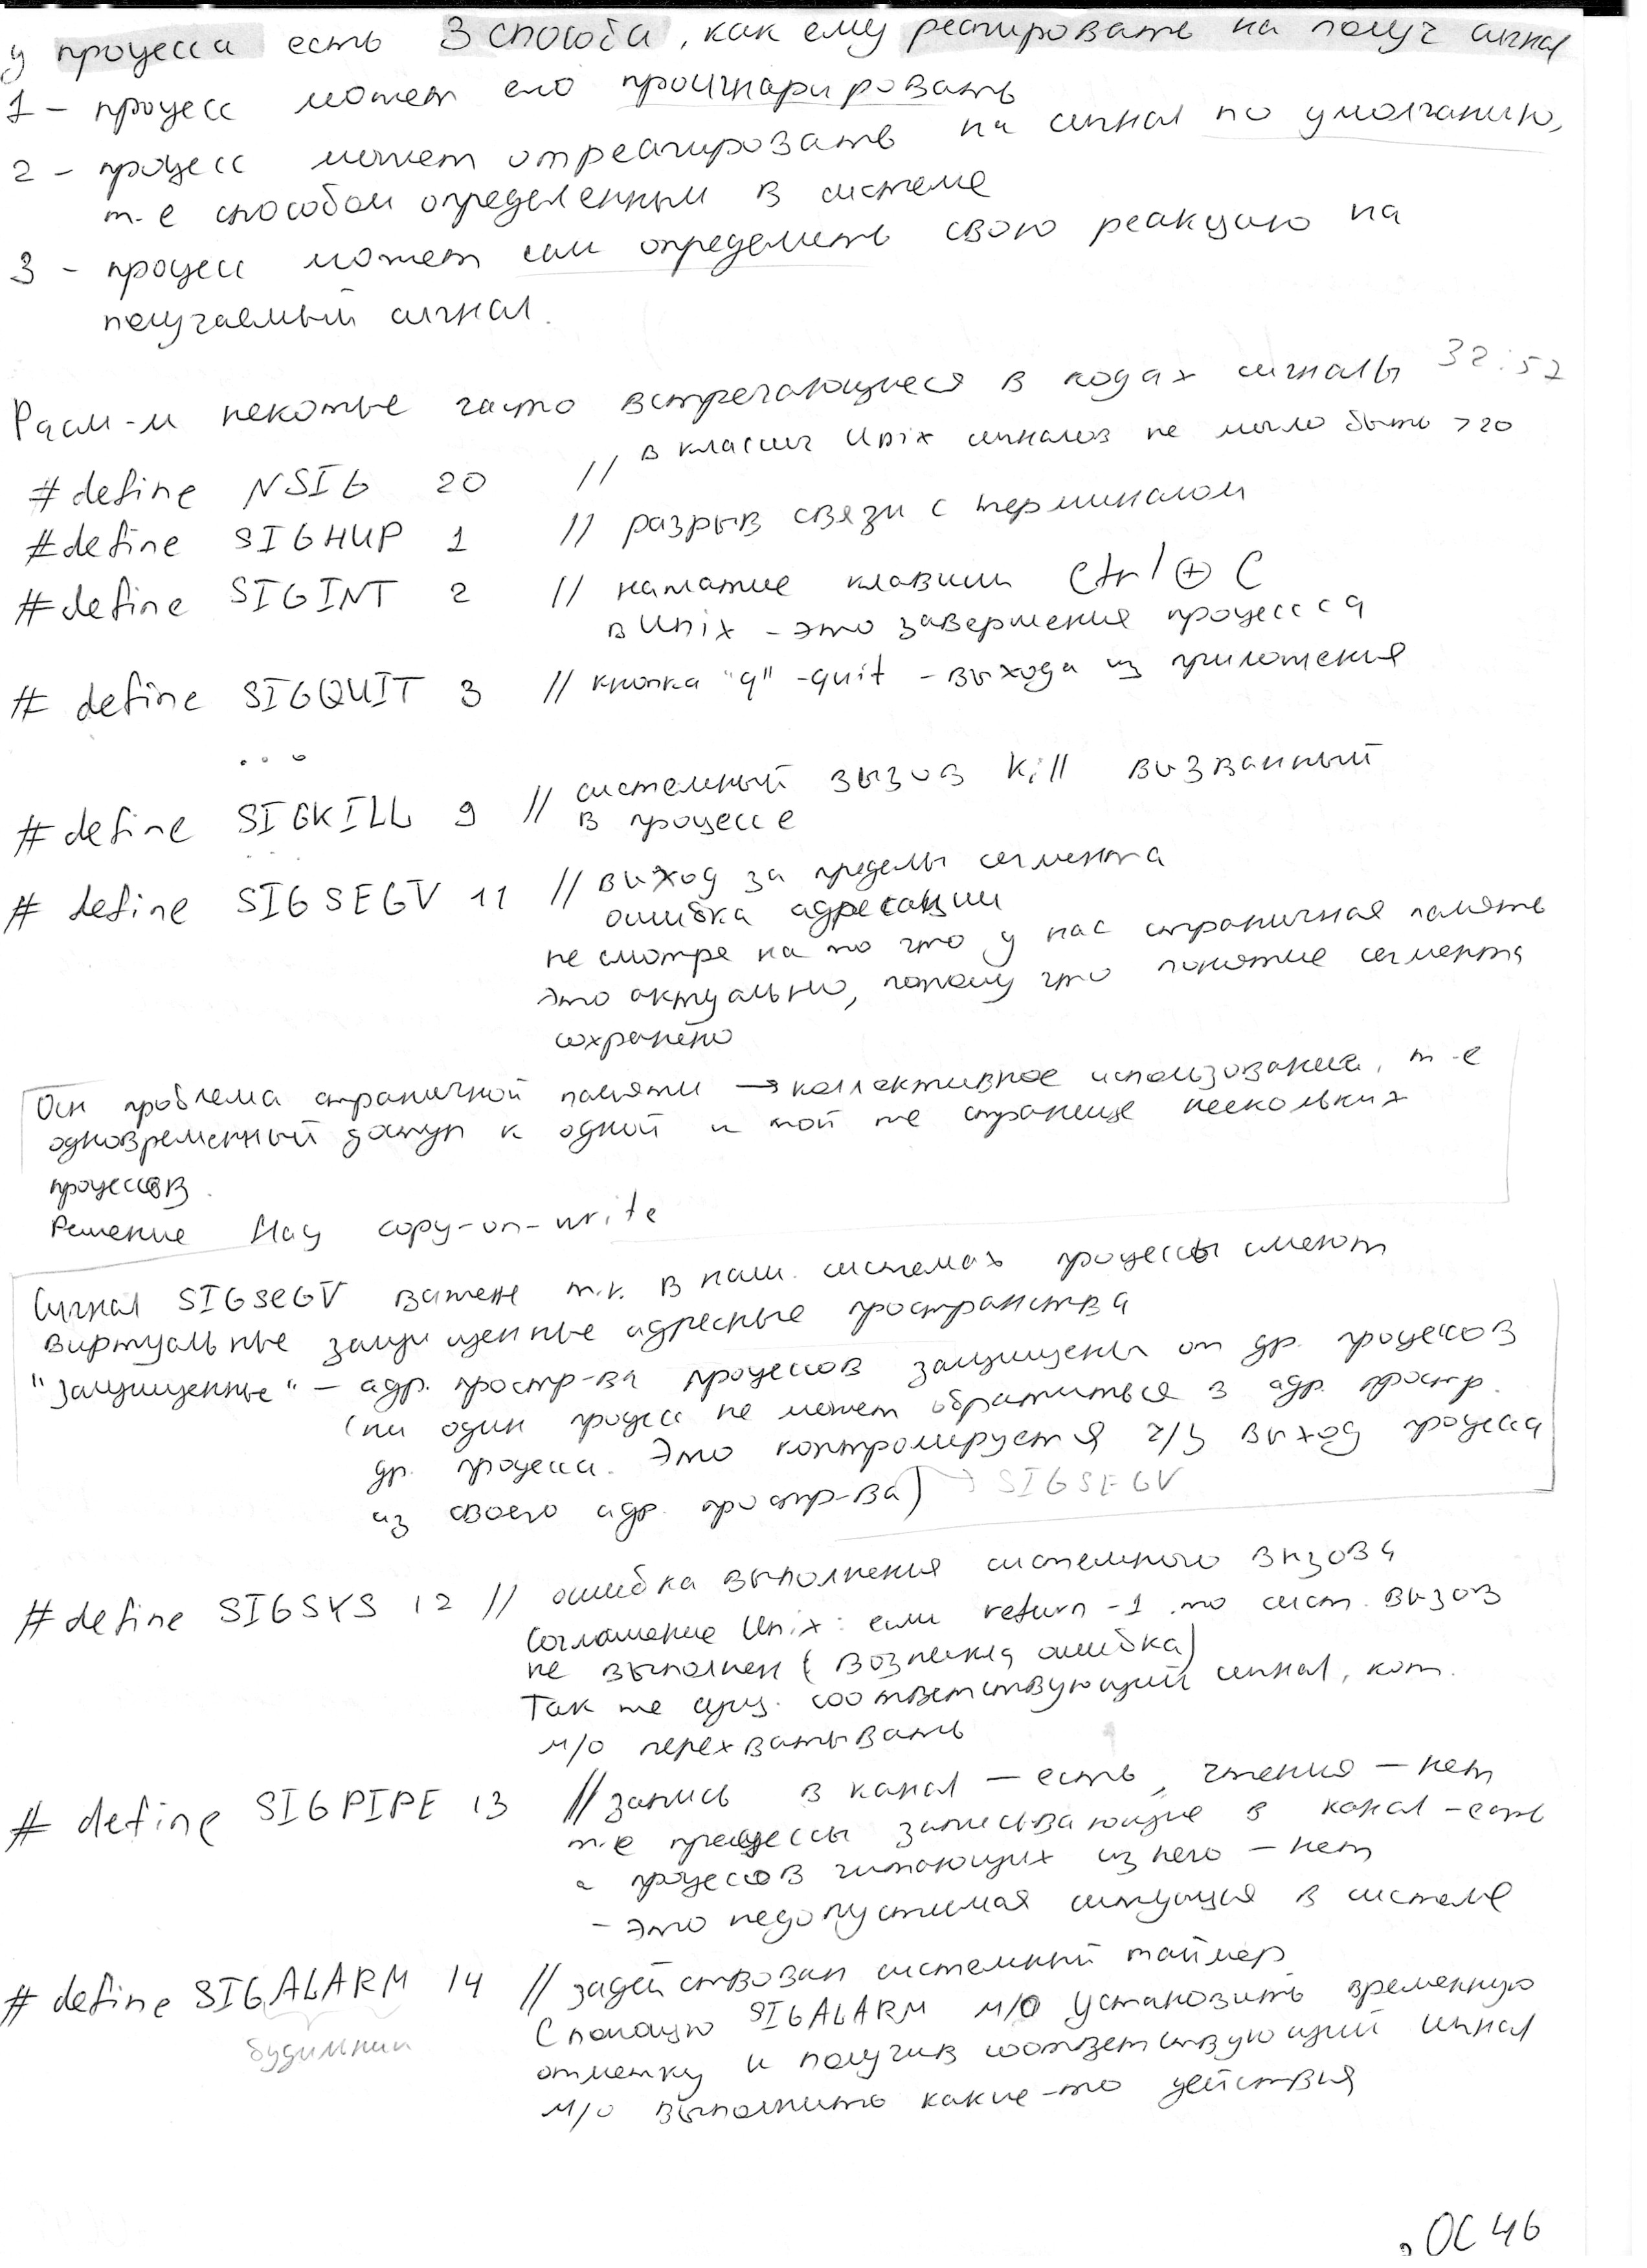 у процесса есть 3 способа, как ему реагировать на получ сигнал
1 - процесс может его проигнарировать
2 - процесс может отреагировать на сигнал по умолчанию,
т.е способом определенным в системе
3 - процесс может сам определить свою реакцию на
получаемый сигнал.
Расм-м некотые часто встречающиеся в кодах сигналы 32:52
#define NSIG 20 // в классич Unix сигналов не могло быть >20
#define SIGHUP 1 // разрыв связи с терминалом
#define SIGINT 2 // нажатие клавиши Ctrl ⊕ C
в Unix - это завершения процесса
# define SIGQUIT 3 // кнопка "q" - quit - выхода из приложения
...
#define SIGKILL 9 // системный вызов kill вызванный
в процессе
...
# define SIGSEGV 11 // выход за пределы сегмента
ошибка адресации
не смотря на то что у нас страничная память
это актуально, потому что понятие сегмента
сохранено
Осн проблема страничной памяти → коллективное использование, т-е
одновременный доступ к одной и той же странице нескольких
процессов.
Решение copy-on-write
Сигнал SIGSEGV важен т.к. в наш. системах процессы имеют
виртуальные защищенные адресные пространства
"защищенные" - адр. простр-ва процессов защищены от др. процессов
(ни один процесс не может обратиться в адр. простр.
др. процесса. Это контролируется ч/з выход процесса
из своего адр. простр-ва) → SIGSEGV
#define SIGSYS 12 // ошибка выполнения системного вызова
Соглашение Unix: если return -1, то сист. вызов
не выполнен (возникла ошибка)
Так же сущ. соответствующий сигнал, кот.
м/о перехватывать
# define SIGPIPE 13 // запись в канал - есть, чтения - нет
т.е процессы записывающие в канал - есть
а процессов читающих из него - нет
- это недопустимая ситуация в системе
# define SIGALARM 14 // задействован системный таймер
будильник
С помощью SIGALARM м/о установить временную
отметку и получив соответствующий сигнал
м/о выполнить какие-то действия
ОС 46